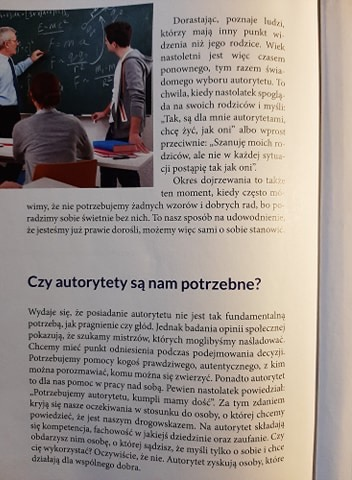 E=mc²
F = m·a
Dorastając, poznaje ludzi,
którzy mają inny punkt wi-
dzenia niż jego rodzice. Wiek
nastoletni jest więc czasem
ponownego, tym razem świa-
domego wyboru autorytetu. To
chwila, kiedy nastolatek spoglą-
da na swoich rodziców i myśli:
„Tak, są dla mnie autorytetami,
chcę żyć, jak oni” albo wprost
przeciwnie: „Szanuję moich ro-
dziców, ale nie w każdej sytua-
cji postąpię tak jak oni”.
Okres dojrzewania to także
ten moment, kiedy często mó-
wimy, że nie potrzebujemy żadnych wzorów i dobrych rad, bo po-
radzimy sobie świetnie bez nich. To nasz sposób na udowodnienie,
że jesteśmy już prawie dorośli, możemy więc sami o sobie stanowić.
Czy autorytety są nam potrzebne?
Wydaje się, że posiadanie autorytetu nie jest tak fundamentalną
potrzebą, jak pragnienie czy głód. Jednak badania opinii społecznej
pokazują, że szukamy mistrzów, których moglibyśmy naśladować.
Chcemy mieć punkt odniesienia podczas podejmowania decyzji.
Potrzebujemy pomocy kogoś prawdziwego, autentycznego, z kim
można porozmawiać, komu można się zwierzyć. Ponadto autorytet
to dla nas pomoc w pracy nad sobą. Pewien nastolatek powiedział:
„Potrzebujemy autorytetu, kumpli mamy dość”. Za tym zdaniem
kryją się nasze oczekiwania w stosunku do osoby, o której chcemy
powiedzieć, że jest naszym drogowskazem. Na autorytet składają
się kompetencja, fachowość w jakiejś dziedzinie oraz zaufanie. Czy
obdarzysz nim osobę, o której sądzisz, że myśli tylko o sobie i chce
cię wykorzystać? Oczywiście, że nie. Autorytet zyskują osoby, które
działają dla wspólnego dobra.